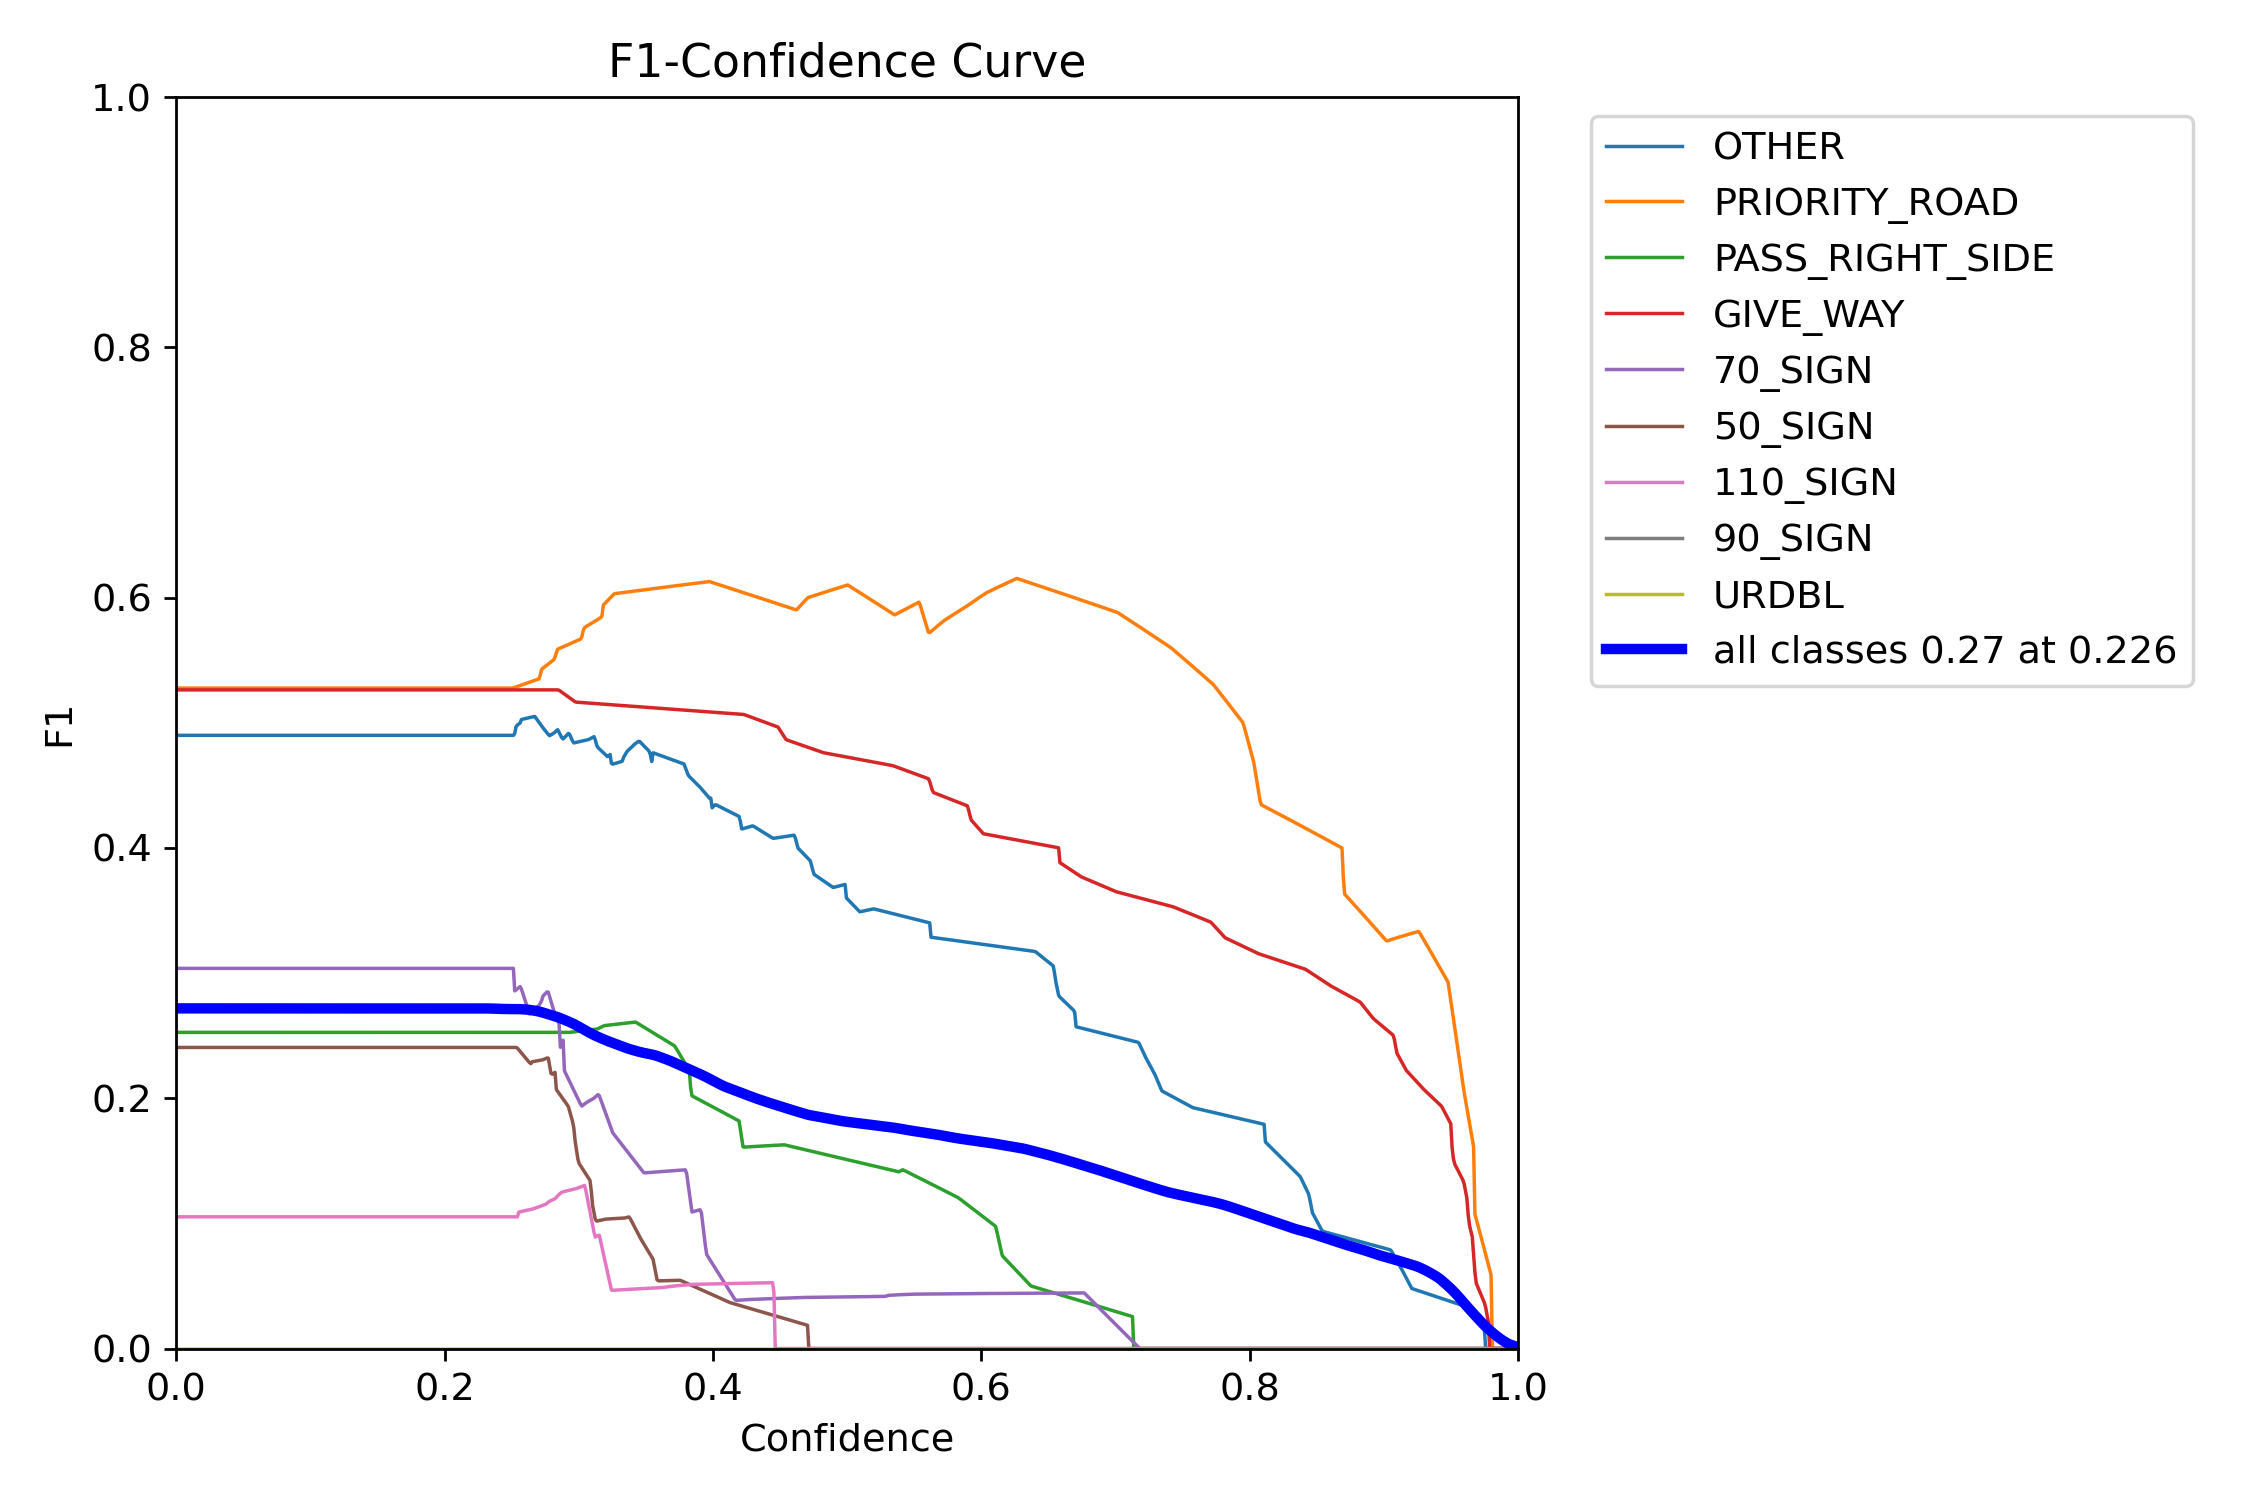 F1-Confidence Curve
1.0
0.8
0.6
0.4
0.2
0.0
F1
0.0 0.2 0.4 0.6 0.8 1.0
Confidence
OTHER
PRIORITY_ROAD
PASS_RIGHT_SIDE
GIVE_WAY
70_SIGN
50_SIGN
110_SIGN
90_SIGN
URDBL
all classes 0.27 at 0.226